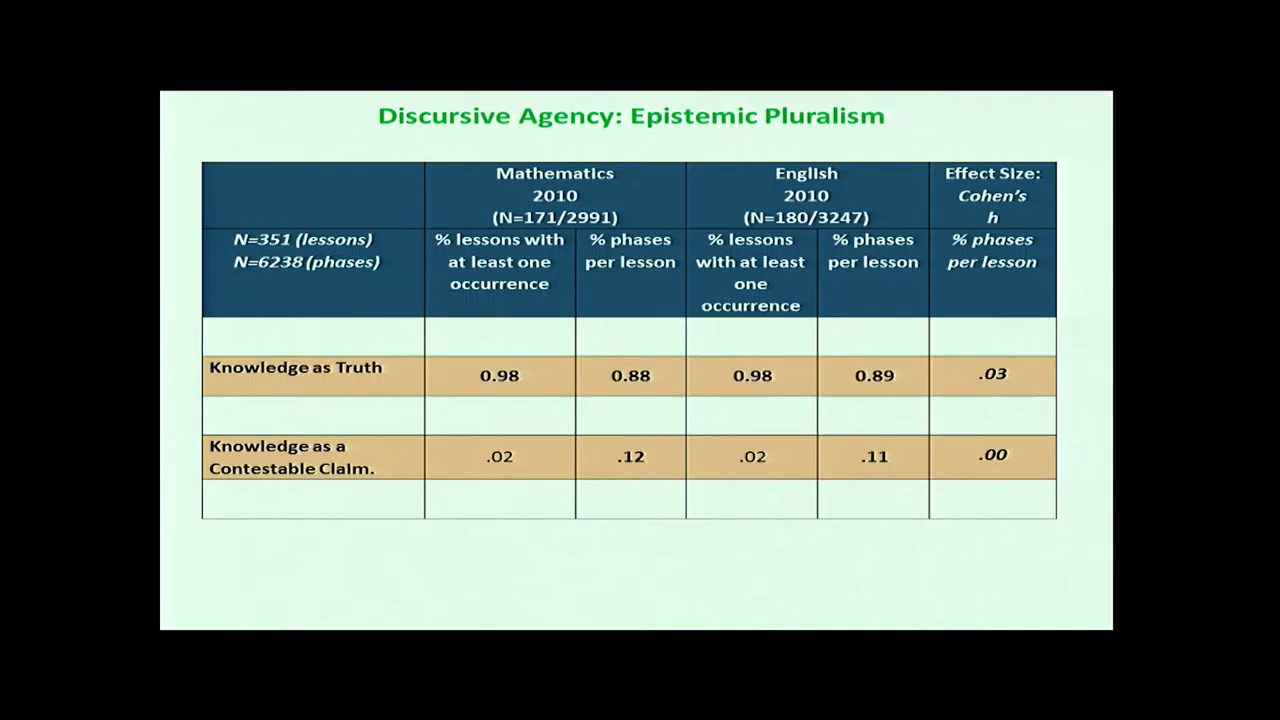 Discursive Agency: Epistemic Pluralism
Mathematics
2010
(N=171/2991)
English
2010
(N=180/3247)
Effect Size:
Cohen's
h
N=351 (lessons)
N=6238 (phases)
% lessons with
at least one
occurrence
% phases
per lesson
% lessons
with at least
one
occurrence
% phases
per lesson
% phases
per lesson
Knowledge as Truth
0.98
0.88
0.98
0.89
.03
Knowledge as a
Contestable Claim.
.02
.12
.02
.11
.00